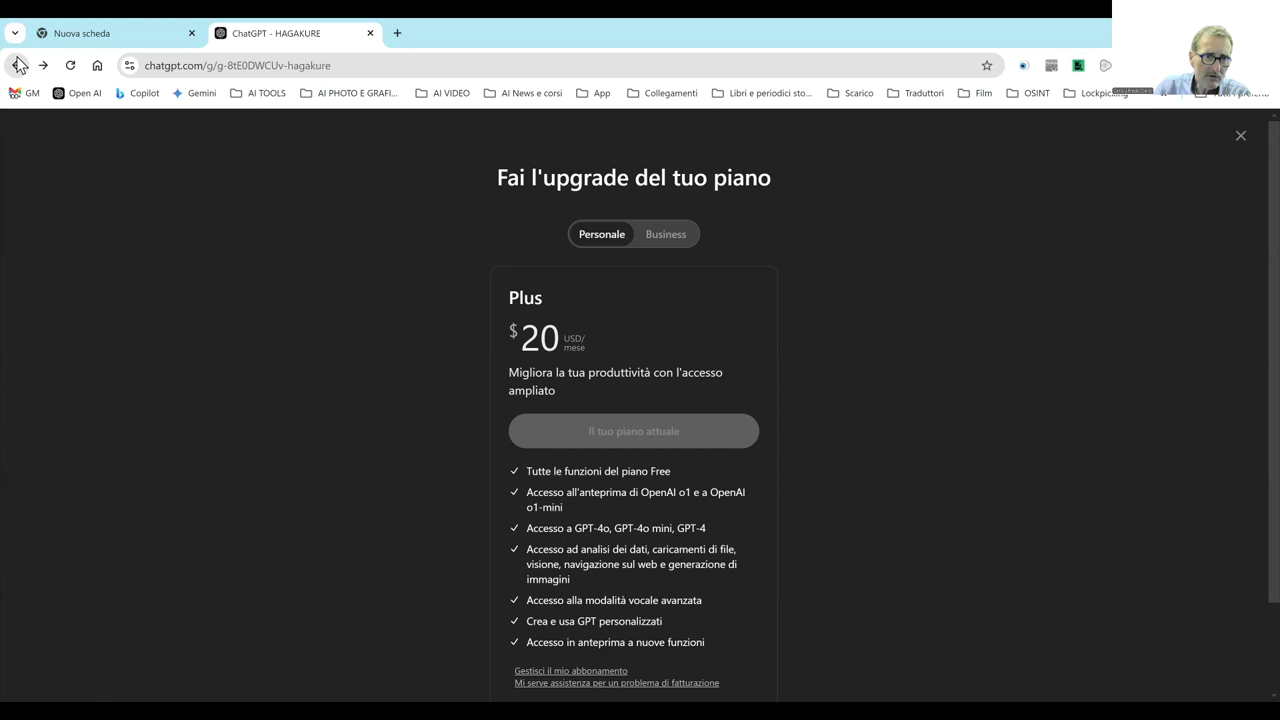 Nuova scheda
ChatGPT - HAGAKURE
chatgpt.com/g/g-8tE0DWCUv-hagakure
GM
Open AI
Copilot
Gemini
AI TOOLS
AI PHOTO E GRAFI...
AI VIDEO
AI News e corsi
App
Collegamenti
Libri e periodici sto...
Scarico
Traduttori
Film
OSINT
Lockpicking
Fai l'upgrade del tuo piano
Personale
Business
Plus
$20 USD/
mese
Migliora la tua produttività con l'accesso
ampliato
Il tuo piano attuale
Tutte le funzioni del piano Free
Accesso all'anteprima di OpenAI o1 e a OpenAI
o1-mini
Accesso a GPT-4o, GPT-4o mini, GPT-4
Accesso ad analisi dei dati, caricamenti di file,
visione, navigazione sul web e generazione di
immagini
Accesso alla modalità vocale avanzata
Crea e usa GPT personalizzati
Accesso in anteprima a nuove funzioni
Gestisci il mio abbonamento
Mi serve assistenza per un problema di fatturazione